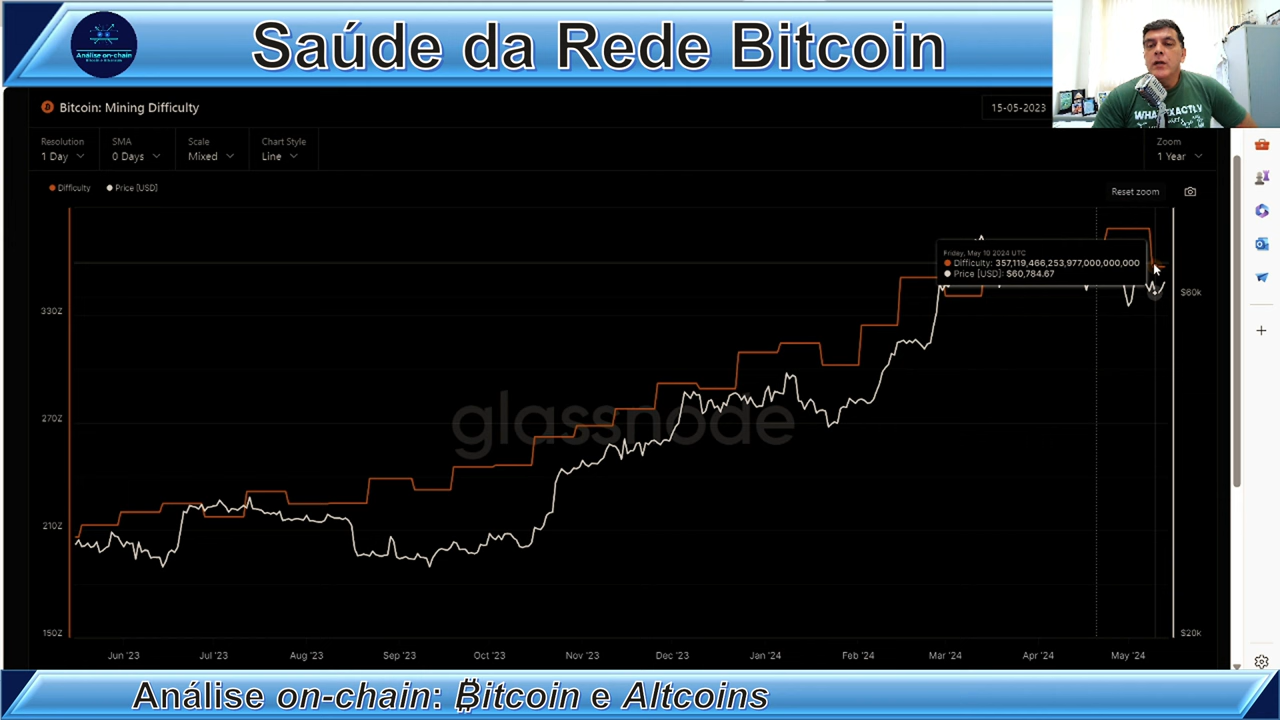 Saúde da Rede Bitcoin
Análise on-chain
Bitcoin: Mining Difficulty
15-05-2023
WHAT EXACTLY
Resolution
1 Day
SMA
0 Days
Scale
Mixed
Chart Style
Line
Zoom
1 Year
Difficulty
Price [USD]
Reset zoom
Friday, May 10 2024 UTC
Difficulty: 357,119,466,253,977,000,000,000
Price [USD]: $60,784.67
330Z
270Z
210Z
150Z
$60k
$20k
glassnode
Jun '23
Jul '23
Aug '23
Sep '23
Oct '23
Nov '23
Dec '23
Jan '24
Feb '24
Mar '24
Apr '24
May '24
Análise on-chain: ₿itcoin e Altcoins